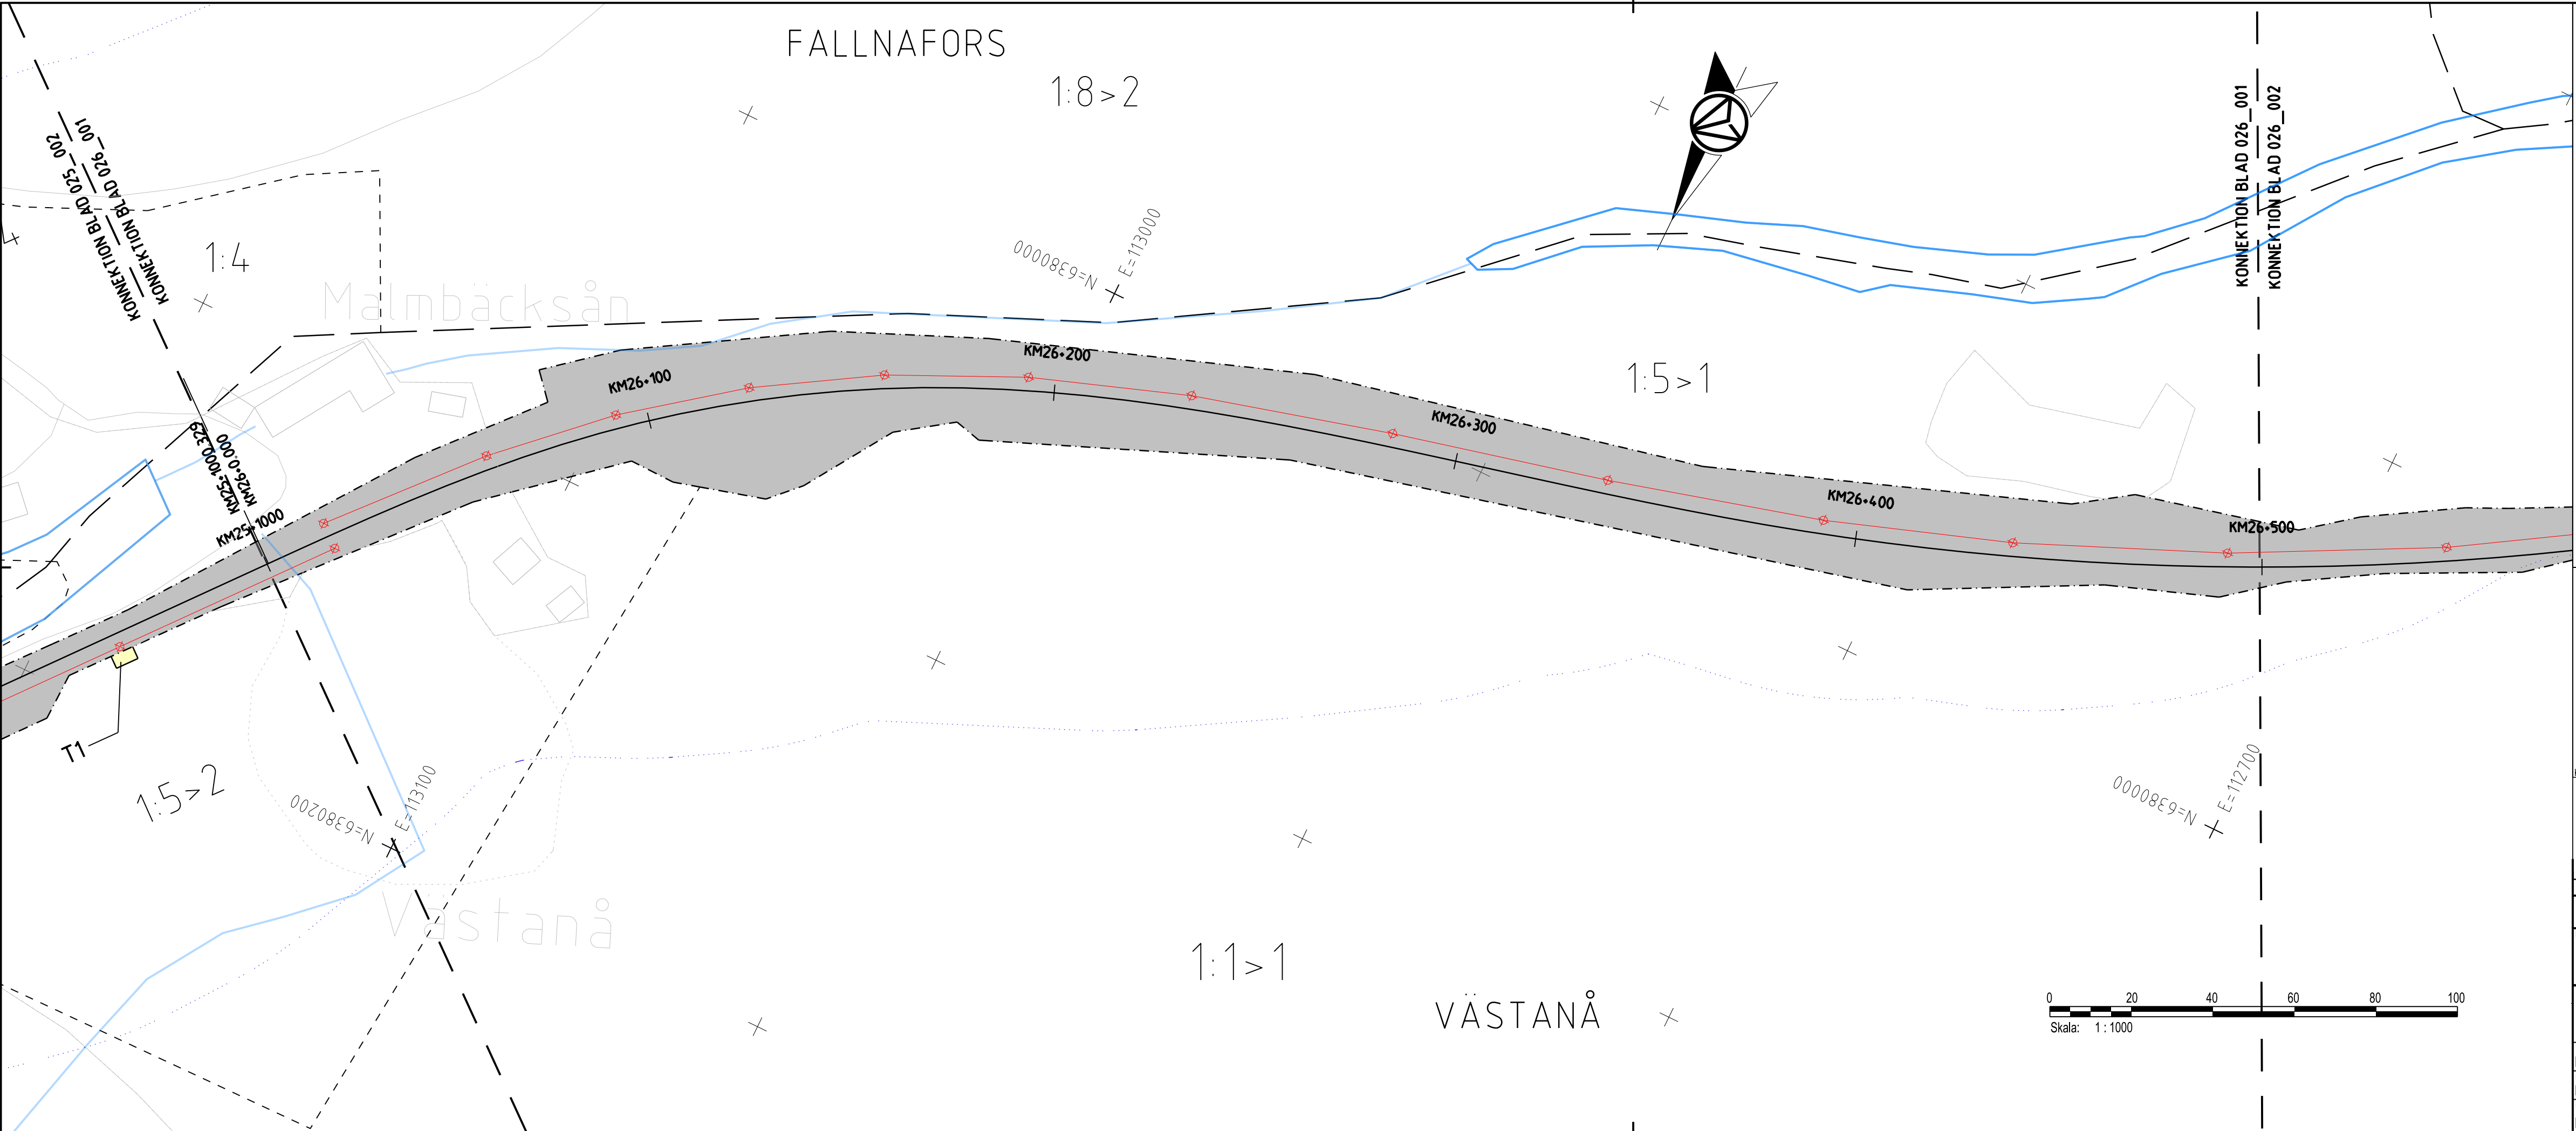 FALLNAFORS
1:8>2
KONNEKTION BLAD 025_002
KONNEKTION BLAD 026_001
KONNEKTION BLAD 026_001
KONNEKTION BLAD 026_002
1:4
Malmbäcksån
N=6380000
E=113000
KM26+100
KM26+200
1:5>1
KM26+300
KM25+1000.329
KM26+0.000
KM25+1000
KM26+400
KM26+500
T1
1:5>2
N=6380200
E=113100
N=6380000
E=112700
Västanå
1:1>1
VÄSTANÅ
0 20 40 60 80 100
Skala: 1 : 1000